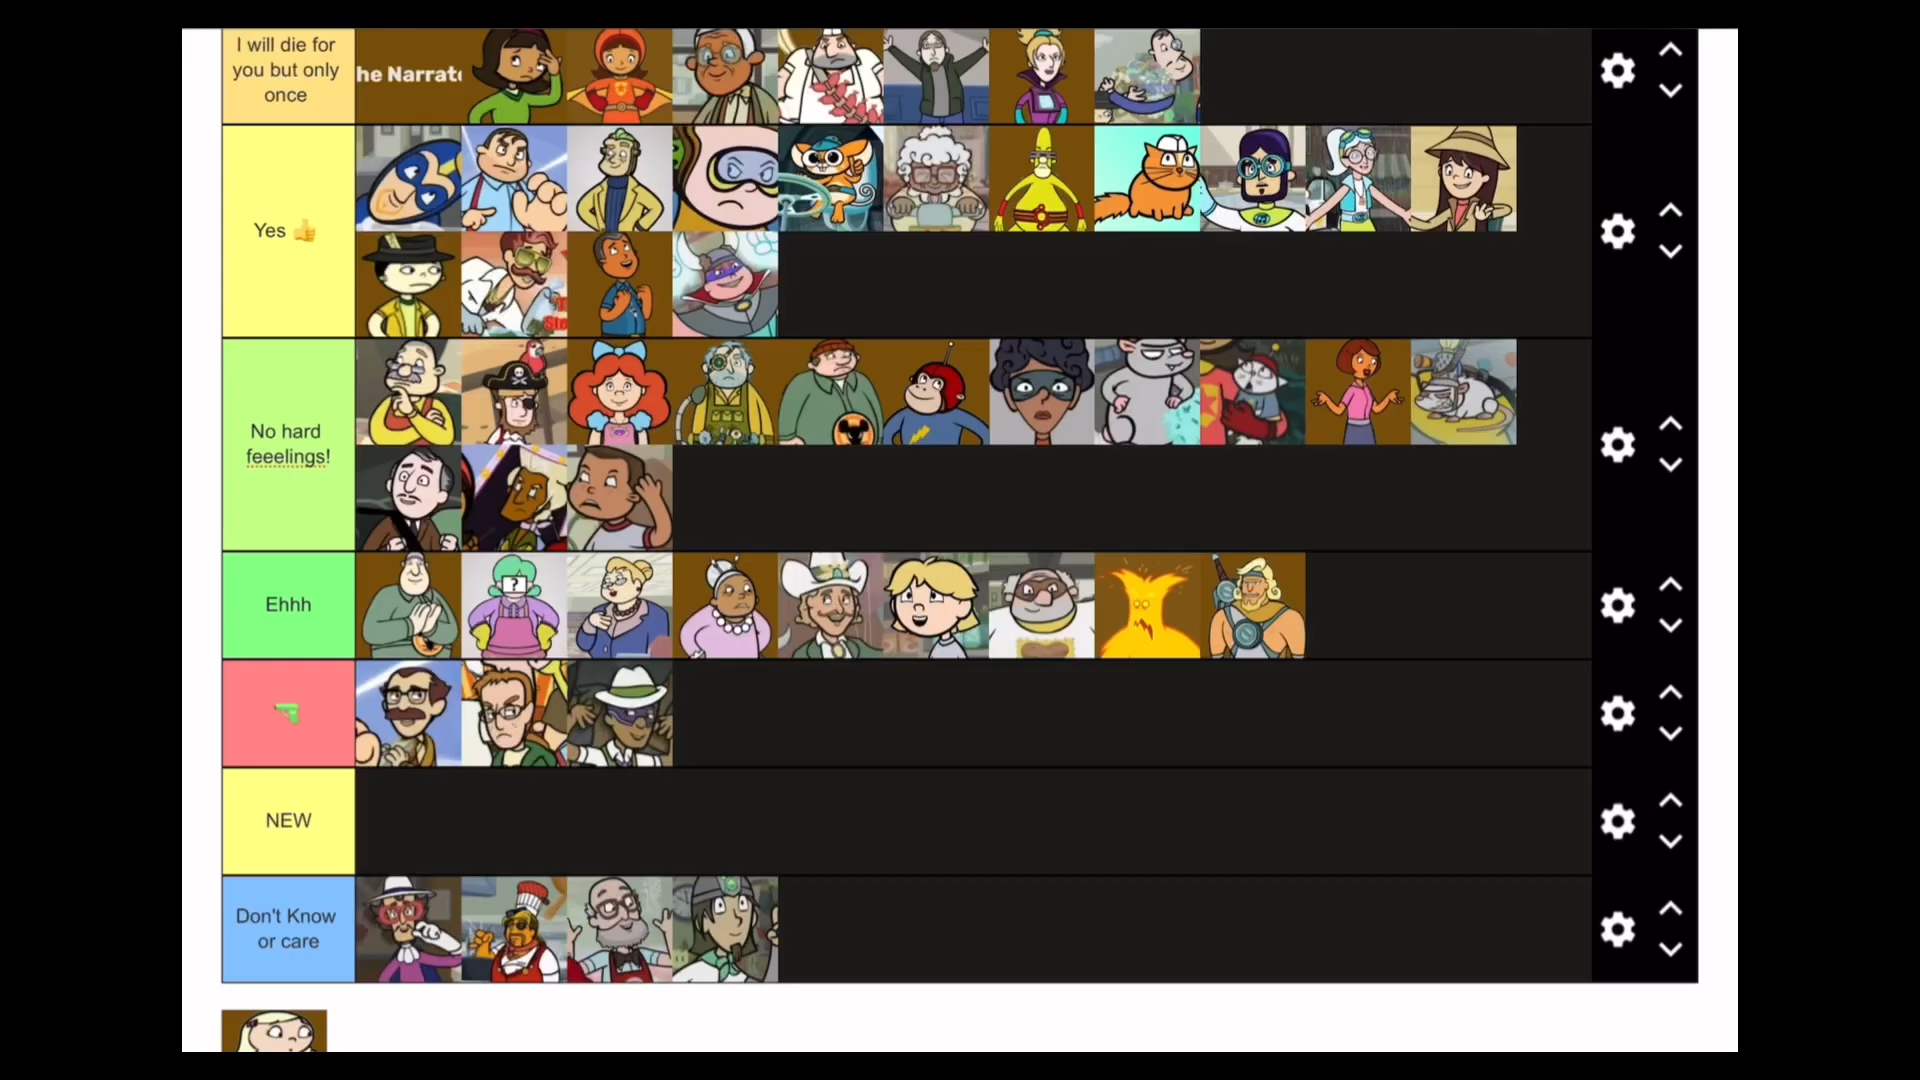 I will die for
you but only
once
he Narrat
Yes 👍
No hard
feeelings!
Ehhh
?
NEW
Don't Know
or care